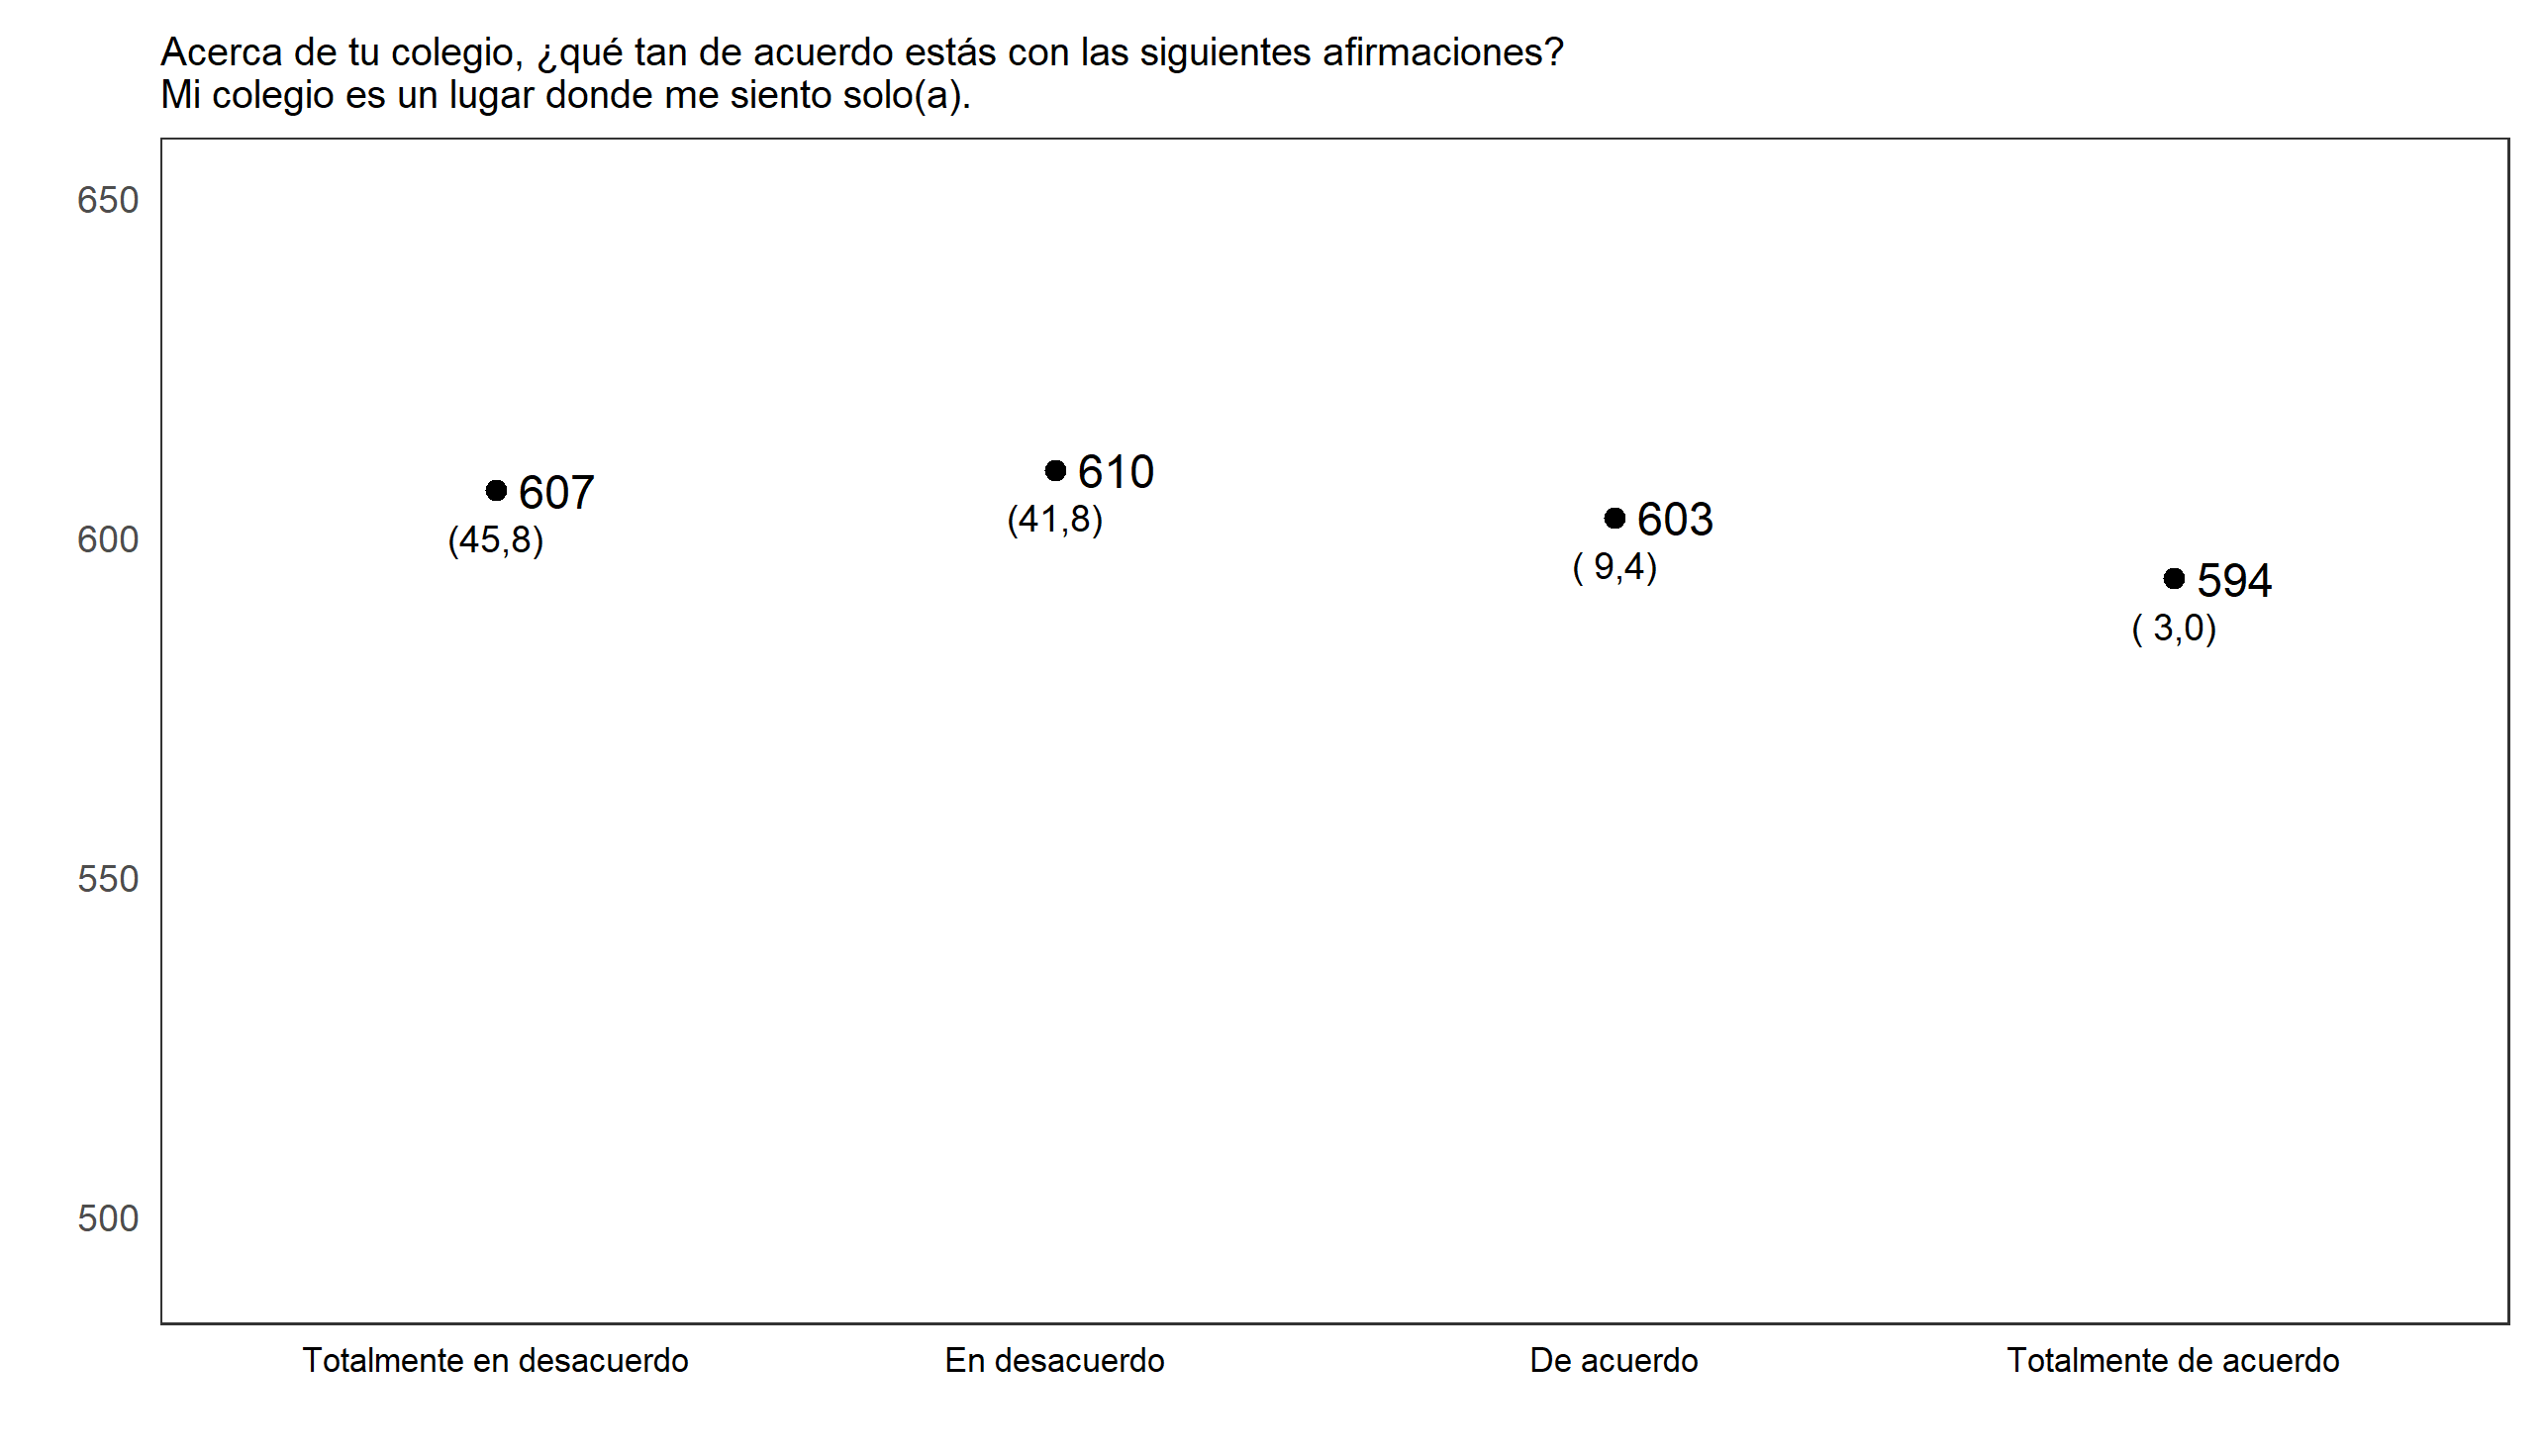 Acerca de tu colegio, ¿qué tan de acuerdo estás con las siguientes afirmaciones?
Mi colegio es un lugar donde me siento solo(a).
650
600
550
500
607
(45,8)
610
(41,8)
603
( 9,4)
594
( 3,0)
Totalmente en desacuerdo
En desacuerdo
De acuerdo
Totalmente de acuerdo